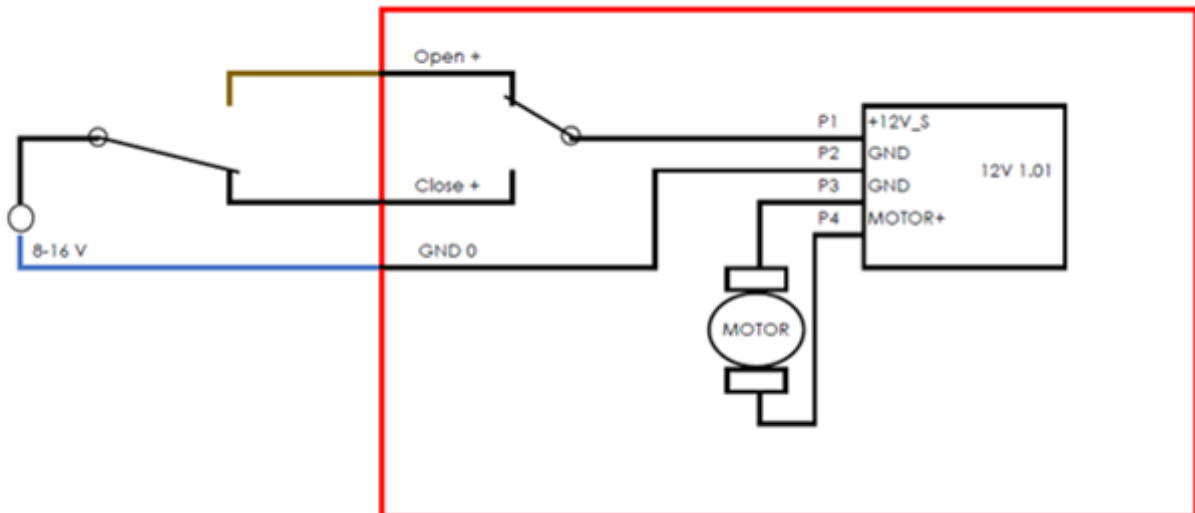 Open +
P1
+12V_S
P2
GND
12V 1.01
P3
GND
Close +
P4
MOTOR+
8-16 V
GND 0
MOTOR